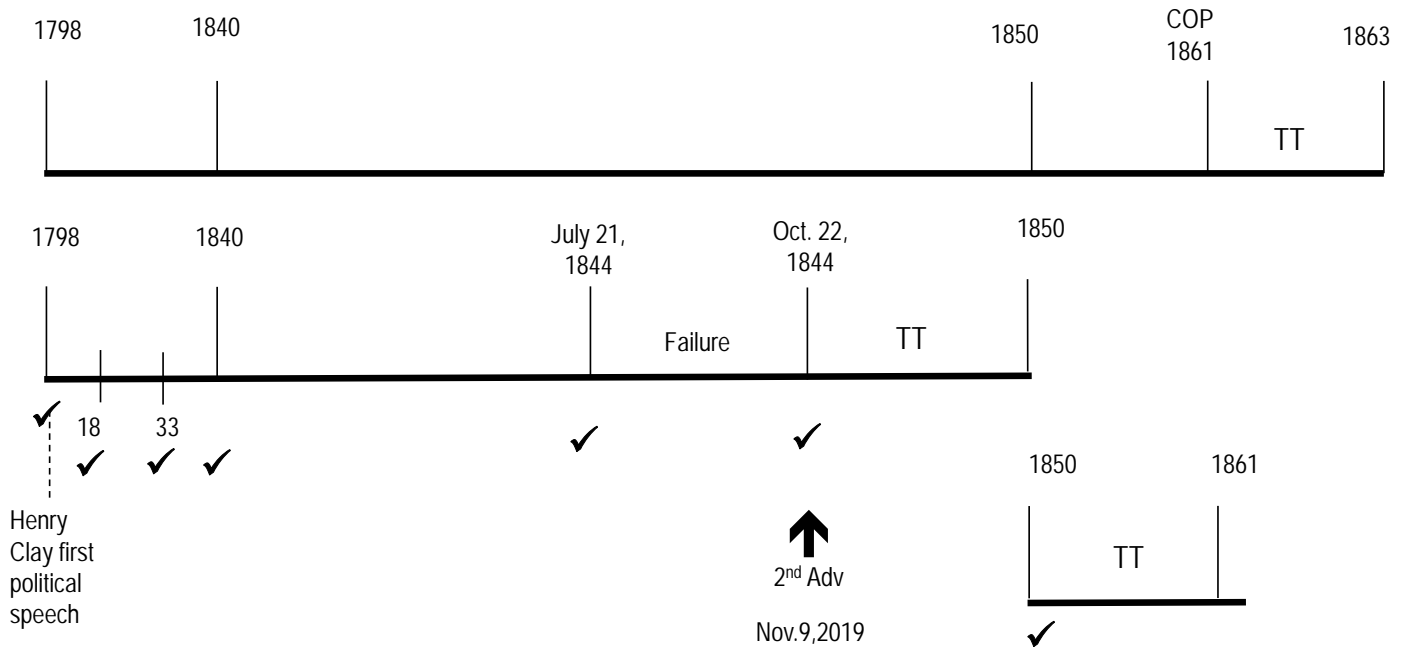 1798
1840
1850
COP
1861
1863
TT
1798
1840
July 21,
1844
Oct. 22,
1844
1850
Failure
TT
18
33
1850
1861
Henry
Clay first
political
speech
TT
2nd Adv
Nov.9,2019